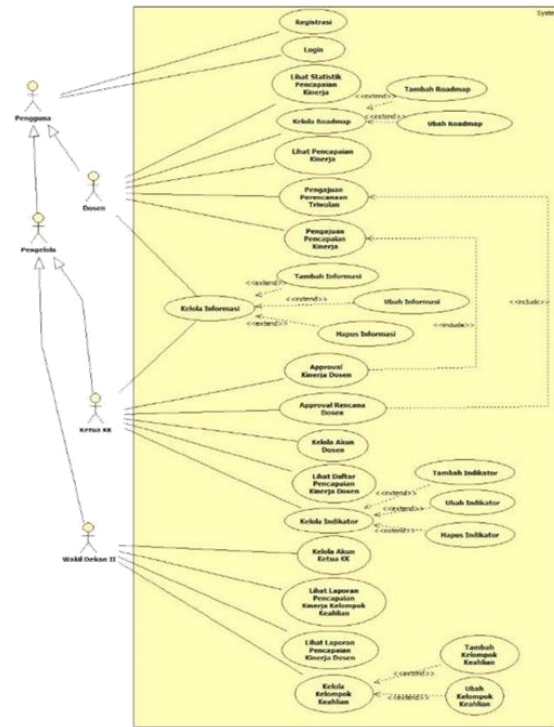 System
Registrasi
Login
Pengguna
Lihat Statistik
Pencapaian
Kinerja
Tambah Roadmap
<<extend>>
Kelola Roadmap
<<extend>>
Ubah Roadmap
Lihat Pencapaian
Kinerja
Dosen
Pengajuan
Perencanaan
Triwulan
Pengelola
Pengajuan
Pencapaian
Kinerja
Tambah Informasi
<<extend>>
Kelola Informasi
<<extend>>
Ubah Informasi
<<extend>>
Hapus Informasi
<<include>>
<<include>>
Approval
Kinerja Dosen
Approval Rencana
Dosen
Ketua KK
Kelola Akun
Dosen
Lihat Daftar
Pencapaian
Kinerja Dosen
Tambah Indikator
<<extend>>
Ubah Indikator
<<extend>>
Kelola Indikator
<<extend>>
Hapus Indikator
Wakil Dekan II
Kelola Akun
Ketua KK
Lihat Laporan
Pencapaian
Kinerja Kelompok
Keahlian
Lihat Laporan
Pencapaian
Kinerja Dosen
Tambah
Kelompok
Keahlian
<<extend>>
Kelola
Kelompok
Keahlian
<<extend>>
Ubah
Kelompok
Keahlian